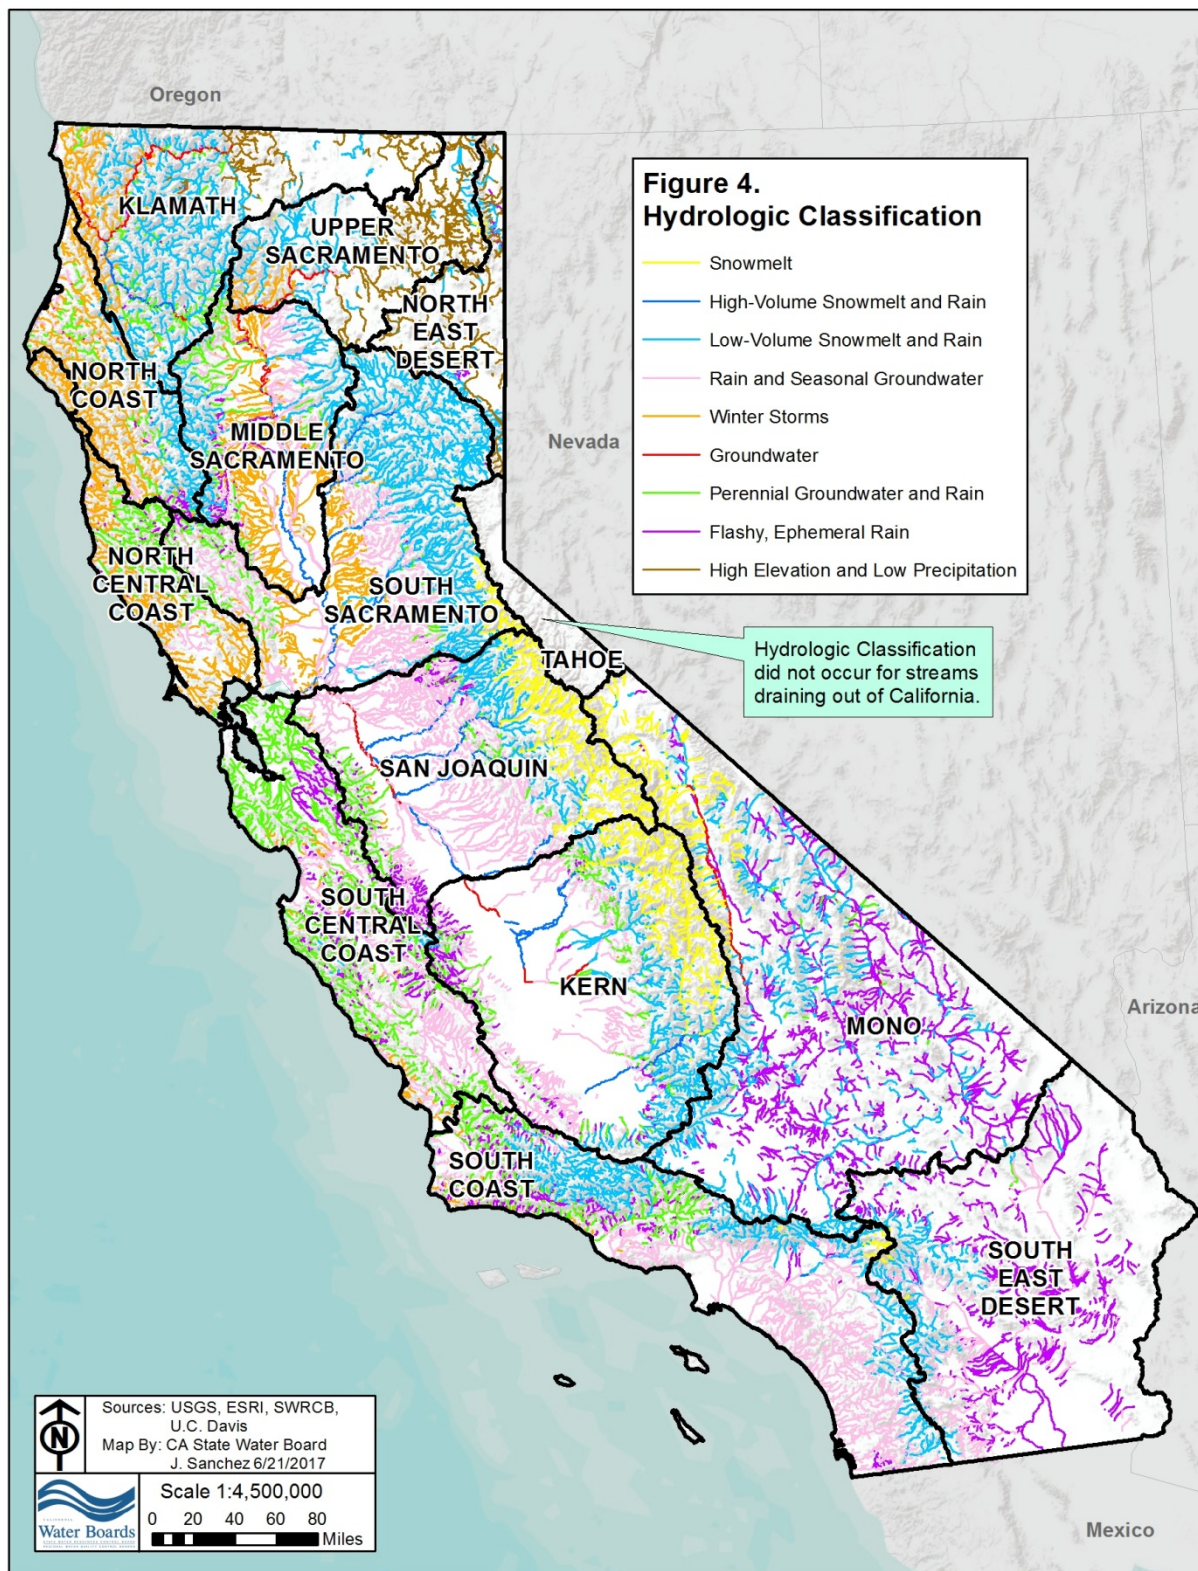 Oregon
Figure 4.
Hydrologic Classification
Snowmelt
High-Volume Snowmelt and Rain
Low-Volume Snowmelt and Rain
Rain and Seasonal Groundwater
Winter Storms
Groundwater
Perennial Groundwater and Rain
Flashy, Ephemeral Rain
High Elevation and Low Precipitation
KLAMATH
UPPER
SACRAMENTO
NORTH
EAST
DESERT
NORTH
COAST
MIDDLE
SACRAMENTO
Nevada
NORTH
CENTRAL
COAST
SOUTH
SACRAMENTO
TAHOE
Hydrologic Classification
did not occur for streams
draining out of California.
SAN JOAQUIN
SOUTH
CENTRAL
COAST
KERN
MONO
Arizona
SOUTH
COAST
SOUTH
EAST
DESERT
N
Sources: USGS, ESRI, SWRCB,
U.C. Davis
Map By: CA State Water Board
J. Sanchez 6/21/2017
CALIFORNIA
Water Boards
Scale 1:4,500,000
0 20 40 60 80
Miles
Mexico